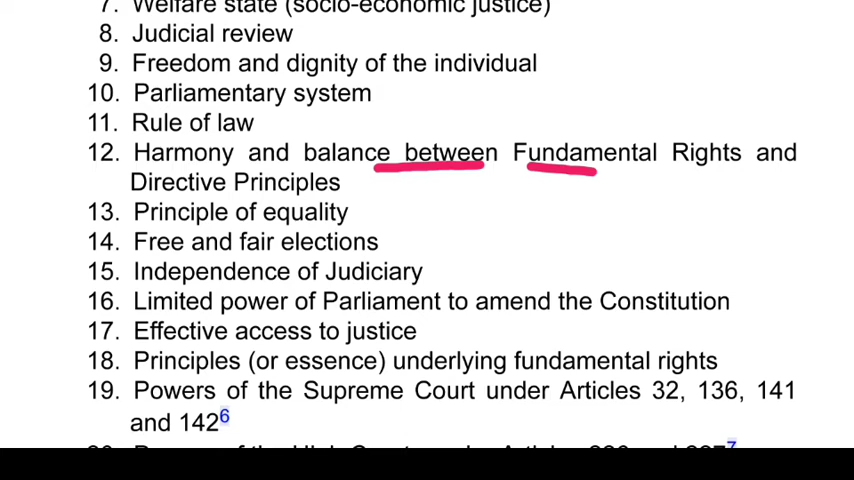 7. Welfare state (socio-economic justice)
8. Judicial review
9. Freedom and dignity of the individual
10. Parliamentary system
11. Rule of law
12. Harmony and balance between Fundamental Rights and
Directive Principles
13. Principle of equality
14. Free and fair elections
15. Independence of Judiciary
16. Limited power of Parliament to amend the Constitution
17. Effective access to justice
18. Principles (or essence) underlying fundamental rights
19. Powers of the Supreme Court under Articles 32, 136, 141
and 142⁶